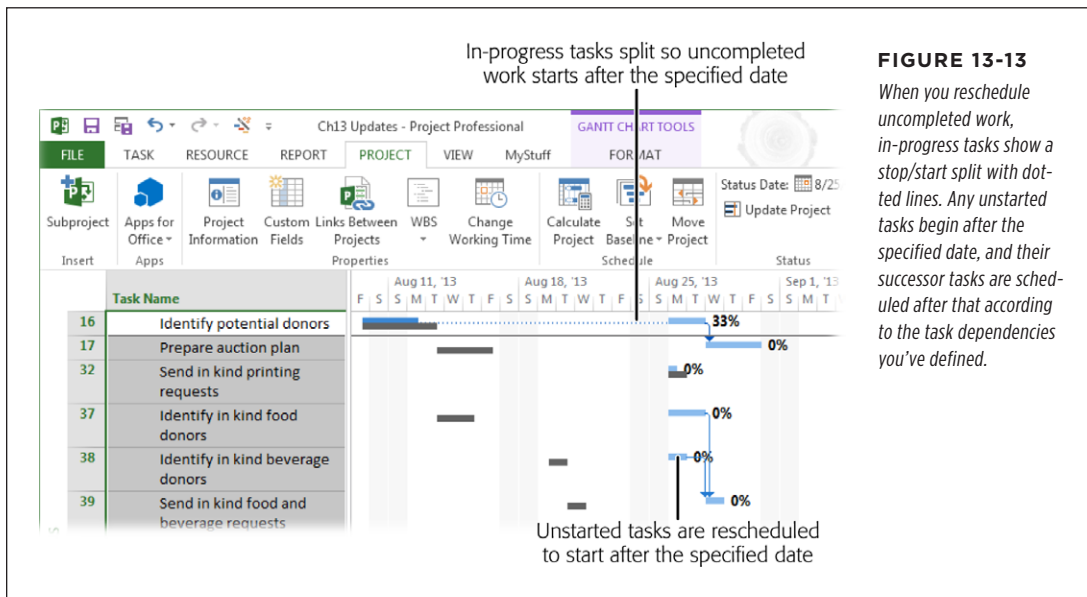 In-progress tasks split so uncompleted
work starts after the specified date
FIGURE 13-13
When you reschedule
uncompleted work,
in-progress tasks show a
stop/start split with dot-
ted lines. Any unstarted
tasks begin after the
specified date, and their
successor tasks are sched-
uled after that according
to the task dependencies
you've defined.
Ch13 Updates - Project Professional
GANTT CHART TOOLS
FILE TASK RESOURCE REPORT PROJECT VIEW MyStuff FORMAT
Subproject
Apps for
Office
Project
Information
Custom
Fields
Links Between
Projects
WBS
Change
Working Time
Calculate
Project
Set
Baseline
Move
Project
Status Date: 8/25
Update Project
Insert Apps Properties Schedule Status
Aug 11, '13 Aug 18, '13 Aug 25, '13 Sep 1, '13
Task Name
F S S M T W T F S S M T W T F S S M T W T F S S M T
16 Identify potential donors 33%
17 Prepare auction plan 0%
32 Send in kind printing
requests 0%
37 Identify in kind food
donors 0%
38 Identify in kind beverage
donors 0%
39 Send in kind food and
beverage requests 0%
Unstarted tasks are rescheduled
to start after the specified date